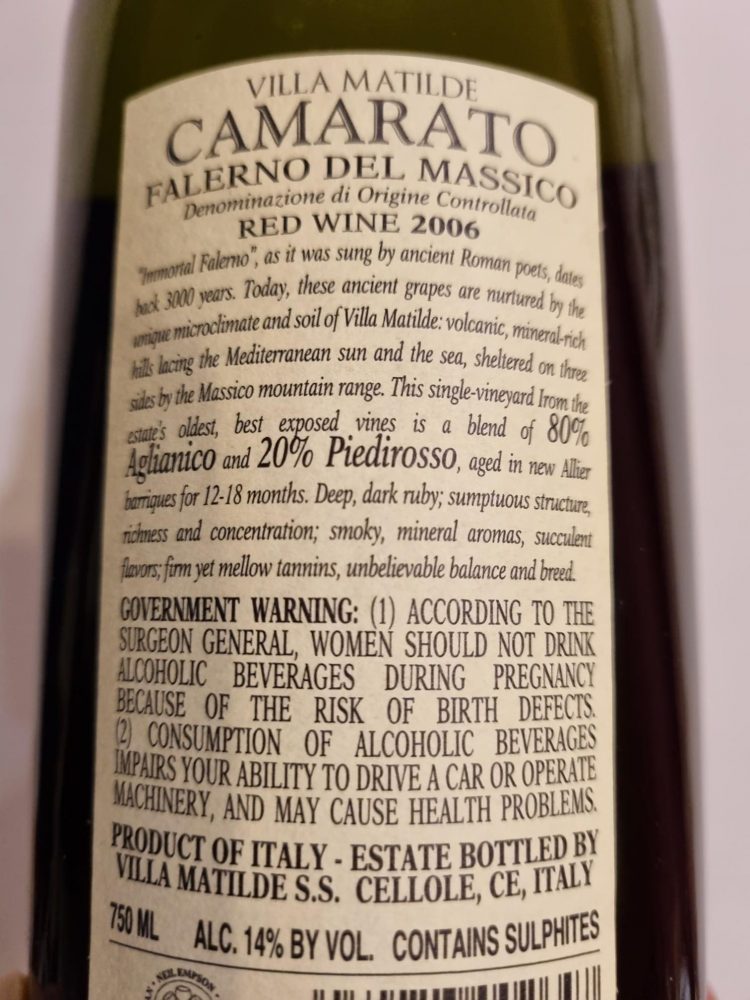 VILLA MATILDE
CAMARATO
FALERNO DEL MASSICO
Denominazione di Origine Controllata
RED WINE 2006
"Immortal Falerno", as it was sung by ancient Roman poets, dates
back 3000 years. Today, these ancient grapes are nurtured by the
unique microclimate and soil of Villa Matilde: volcanic, mineral-rich
hills lacing the Mediterranean sun and the sea, sheltered on three
sides by the Massico mountain range. This single-vineyard Irom the
estate's oldest, best exposed vines is a blend of 80%
Aglianico and 20% Piedirosso, aged in new Allier
barriques for 12-18 months. Deep, dark ruby; sumptuous structure,
richness and concentration; smoky, mineral aromas, succulent
flavors; firm yet mellow tannins, unbelievable balance and breed.
GOVERNMENT WARNING: (1) ACCORDING TO THE
SURGEON GENERAL, WOMEN SHOULD NOT DRINK
ALCOHOLIC BEVERAGES DURING PREGNANCY
BECAUSE OF THE RISK OF BIRTH DEFECTS.
(2) CONSUMPTION OF ALCOHOLIC BEVERAGES
IMPAIRS YOUR ABILITY TO DRIVE A CAR OR OPERATE
MACHINERY, AND MAY CAUSE HEALTH PROBLEMS.
PRODUCT OF ITALY - ESTATE BOTTLED BY
VILLA MATILDE S.S. CELLOLE, CE, ITALY
750 ML ALC. 14% BY VOL. CONTAINS SULPHITES
NEIL EMPSON